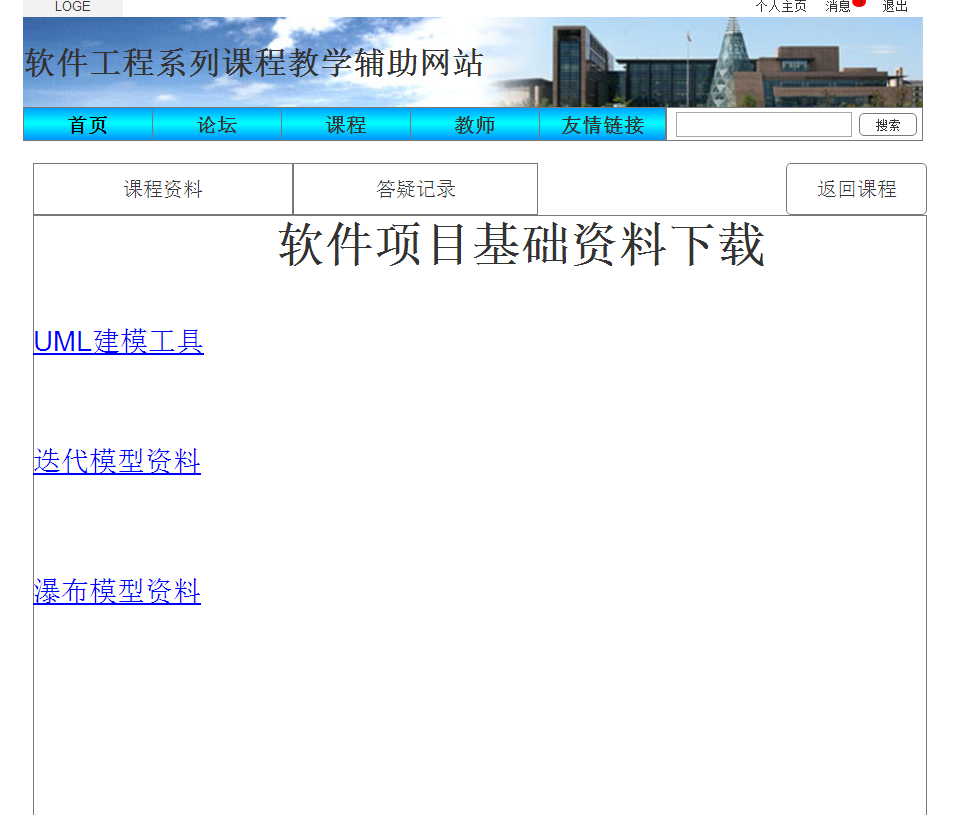 LOGE
个人主页 消息 退出
软件工程系列课程教学辅助网站
首页 论坛 课程 教师 友情链接 搜索
课程资料 答疑记录 返回课程
软件项目基础资料下载
UML建模工具
迭代模型资料
瀑布模型资料